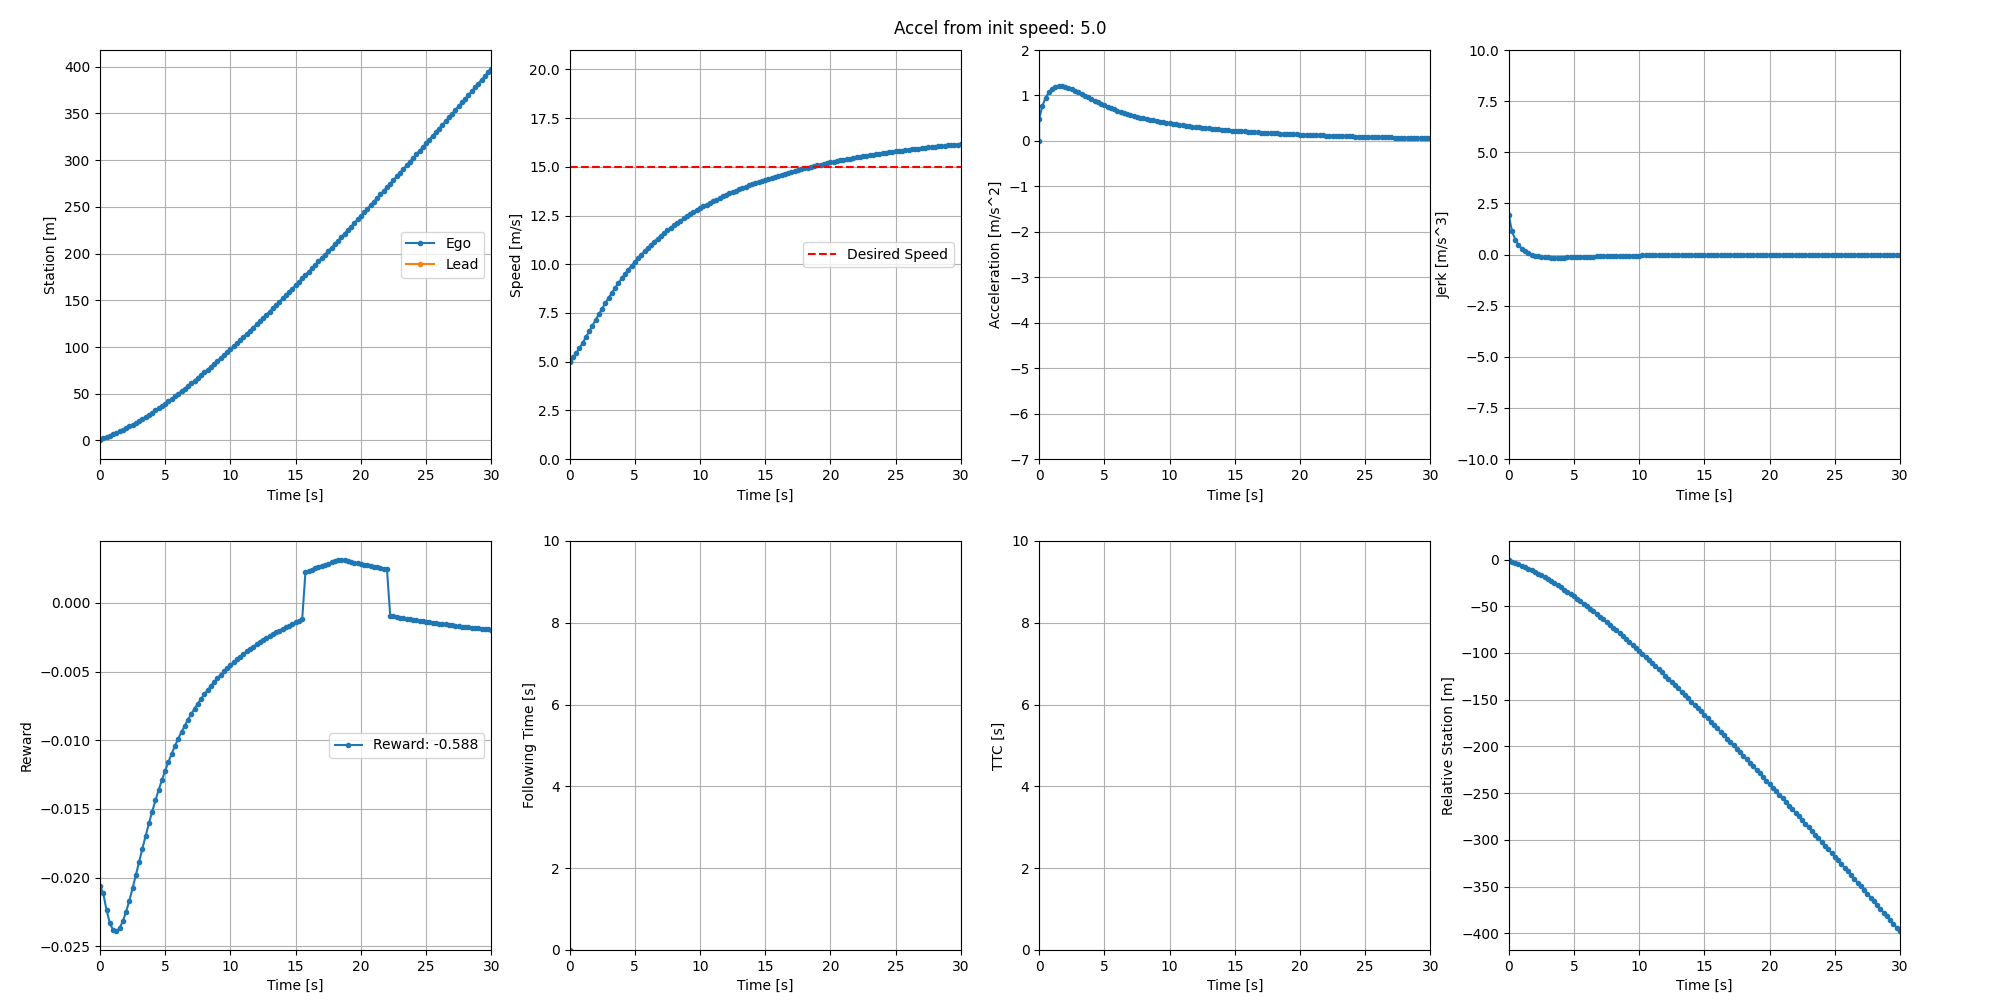 Accel from init speed: 5.0
Station [m]
400
350
300
250
200
150
100
50
0
Ego
Lead
0 5 10 15 20 25 30
Time [s]
Speed [m/s]
20.0
17.5
15.0
12.5
10.0
7.5
5.0
2.5
0.0
Desired Speed
0 5 10 15 20 25 30
Time [s]
Acceleration [m/s^2]
2
1
0
−1
−2
−3
−4
−5
−6
−7
0 5 10 15 20 25 30
Time [s]
Jerk [m/s^3]
10.0
7.5
5.0
2.5
0.0
−2.5
−5.0
−7.5
−10.0
0 5 10 15 20 25 30
Time [s]
Reward
0.000
−0.005
−0.010
−0.015
−0.020
−0.025
Reward: -0.588
0 5 10 15 20 25 30
Time [s]
Following Time [s]
10
8
6
4
2
0
0 5 10 15 20 25 30
Time [s]
TTC [s]
10
8
6
4
2
0
0 5 10 15 20 25 30
Time [s]
Relative Station [m]
0
−50
−100
−150
−200
−250
−300
−350
−400
0 5 10 15 20 25 30
Time [s]